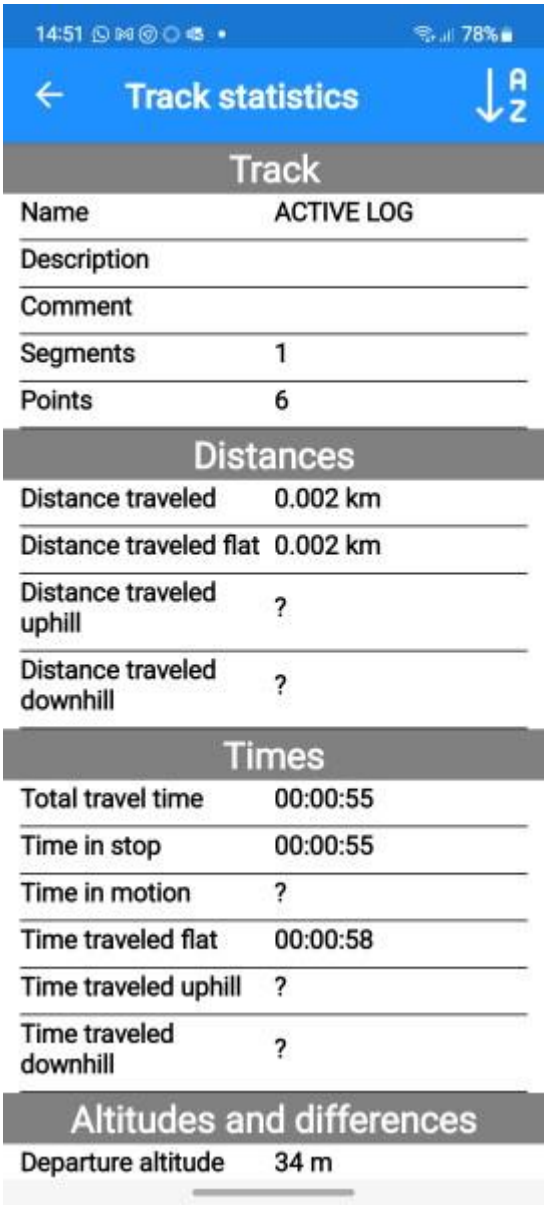 14:51 78%
Track statistics A
Z
Track
Name ACTIVE LOG
Description
Comment
Segments 1
Points 6
Distances
Distance traveled 0.002 km
Distance traveled flat 0.002 km
Distance traveled
uphill ?
Distance traveled
downhill ?
Times
Total travel time 00:00:55
Time in stop 00:00:55
Time in motion ?
Time traveled flat 00:00:58
Time traveled uphill ?
Time traveled
downhill ?
Altitudes and differences
Departure altitude 34 m